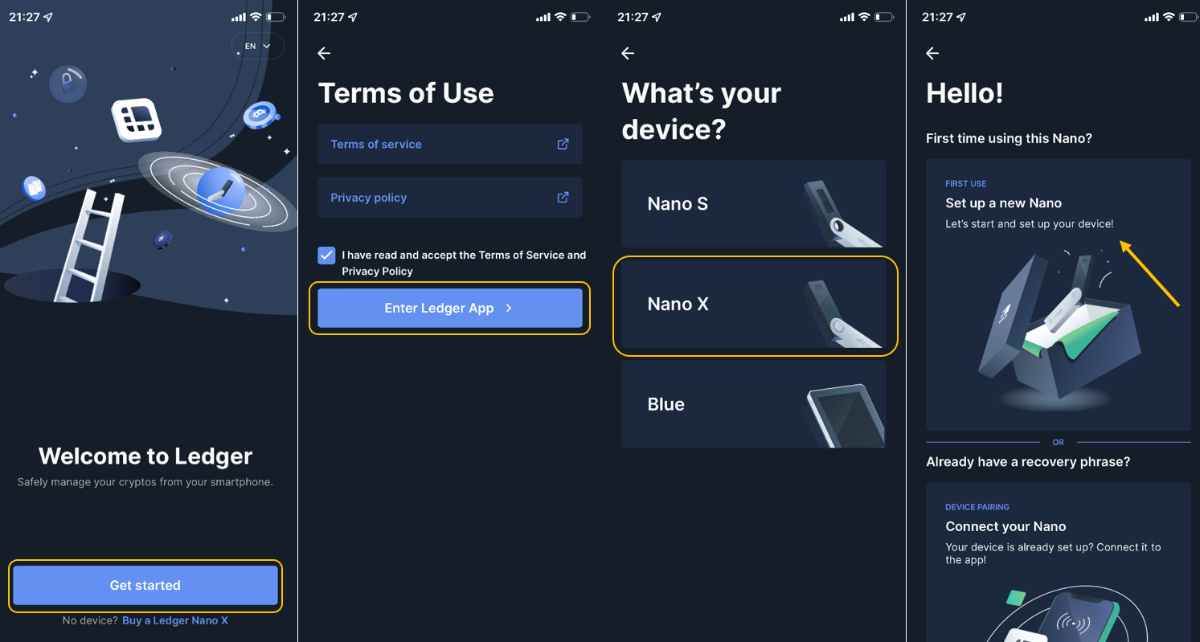 21:27
EN
Welcome to Ledger
Safely manage your cryptos from your smartphone.
Get started
No device? Buy a Ledger Nano X
21:27
Terms of Use
Terms of service
Privacy policy
I have read and accept the Terms of Service and
Privacy Policy
Enter Ledger App
21:27
What's your
device?
Nano S
Nano X
Blue
21:27
Hello!
First time using this Nano?
FIRST USE
Set up a new Nano
Let's start and set up your device!
OR
Already have a recovery phrase?
DEVICE PAIRING
Connect your Nano
Your device is already set up? Connect it to
the app!